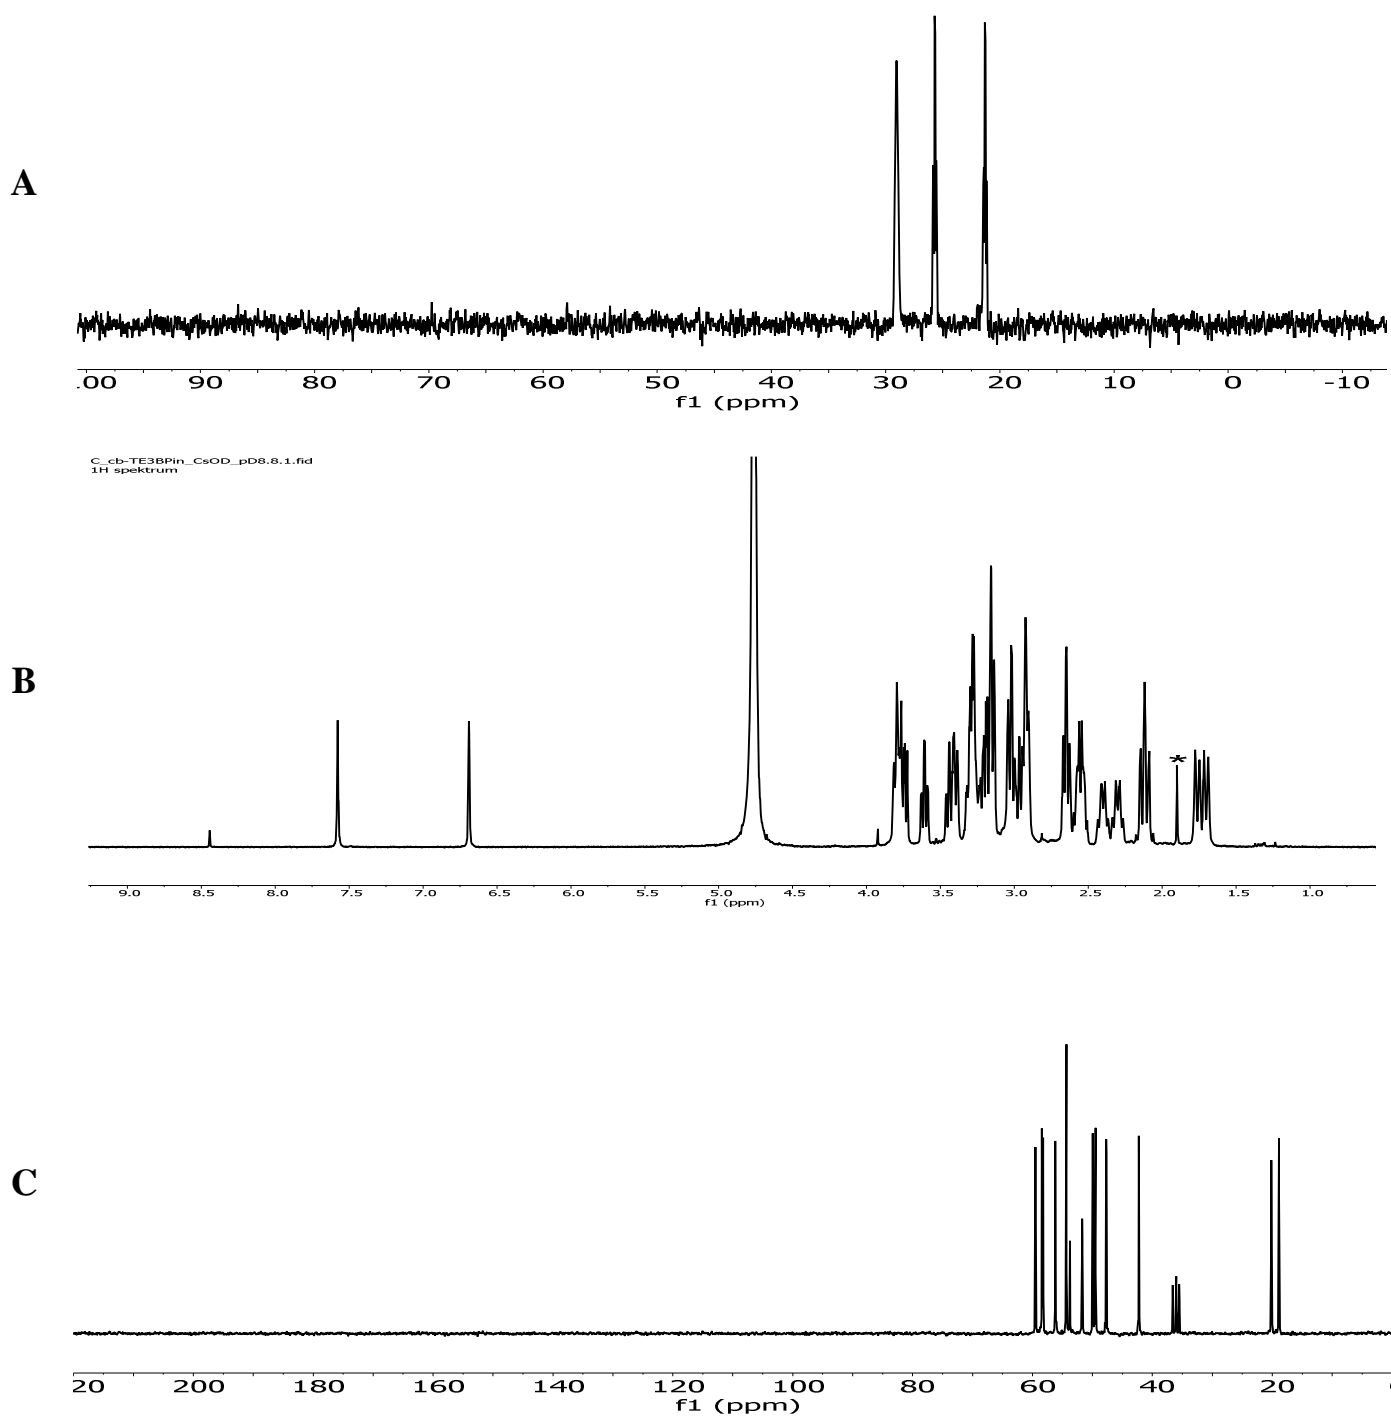 A
.00 90 80 70 60 50 40 30 20 10 0 -10
f1 (ppm)
C_cb-TE3BPin_CsOD_pD8.8.1.fid
1H spektrum
B
*
9.0 8.5 8.0 7.5 7.0 6.5 6.0 5.5 5.0 4.5 4.0 3.5 3.0 2.5 2.0 1.5 1.0
f1 (ppm)
C
20 200 180 160 140 120 100 80 60 40 20
f1 (ppm)